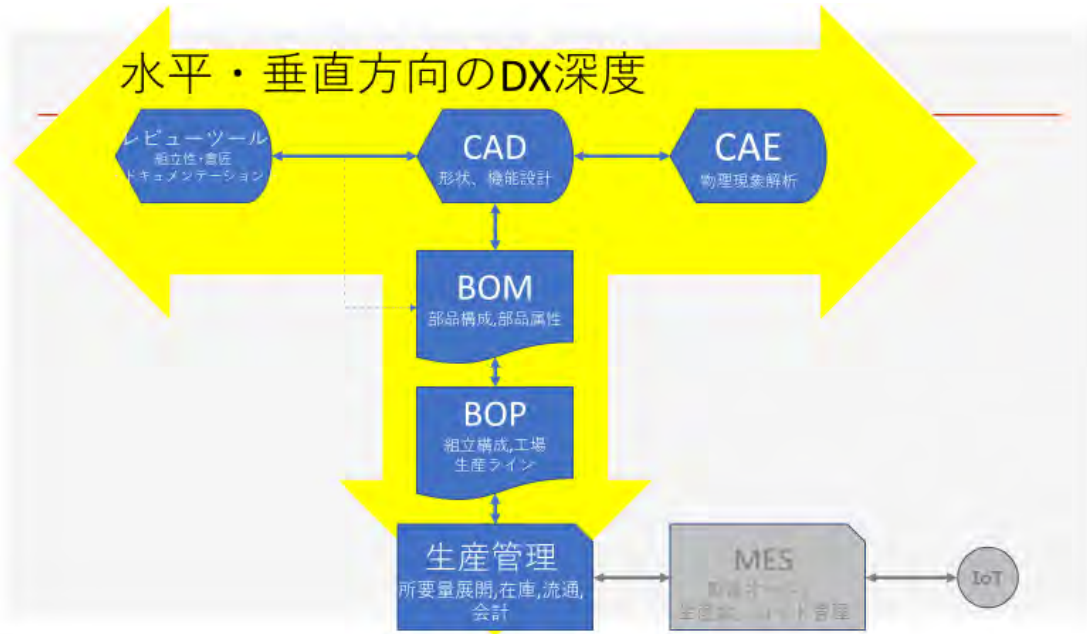 水平・垂直方向のDX深度
レビューツール
組立性・意匠
ドキュメンテーション
CAD
形状、機能設計
CAE
物理現象解析
BOM
部品構成,部品属性
BOP
組立構成,工場
生産ライン
生産管理
所要量展開,在庫,流通,
会計
MES
管理
IoT